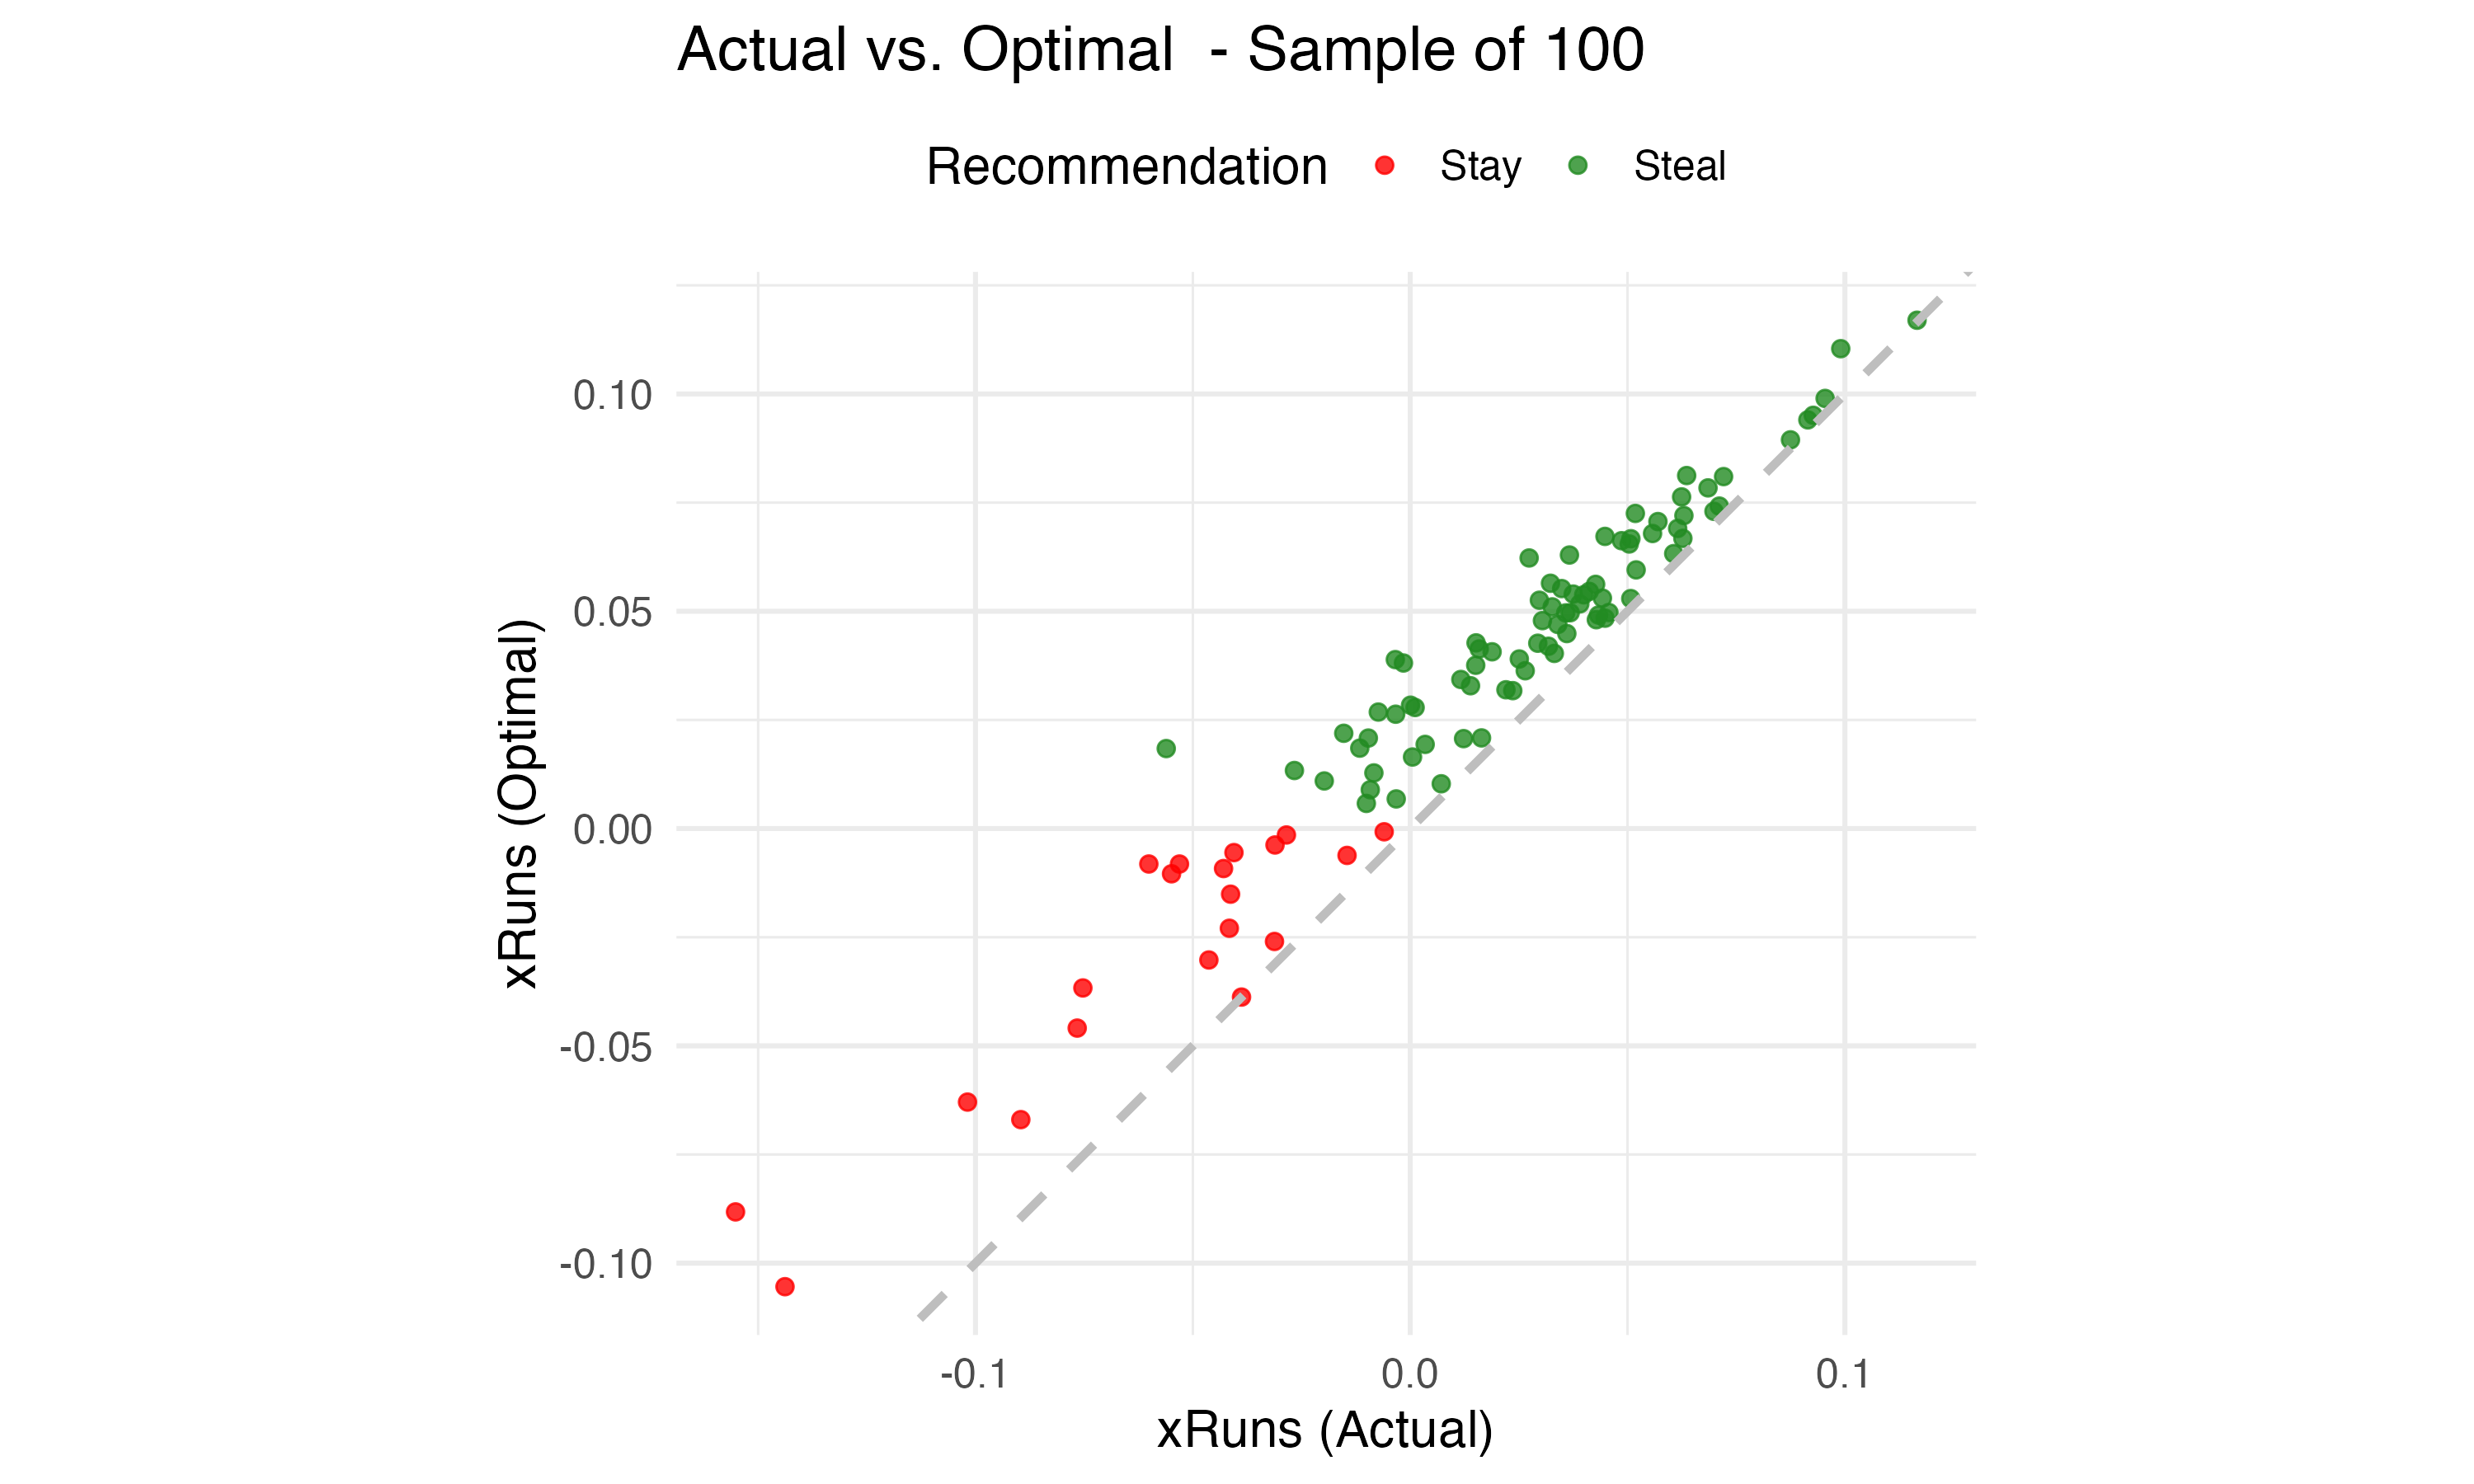 Actual vs. Optimal  - Sample of 100
Recommendation Stay Steal
xRuns (Optimal)
0.10
0.05
0.00
-0.05
-0.10
-0.1 0.0 0.1
xRuns (Actual)